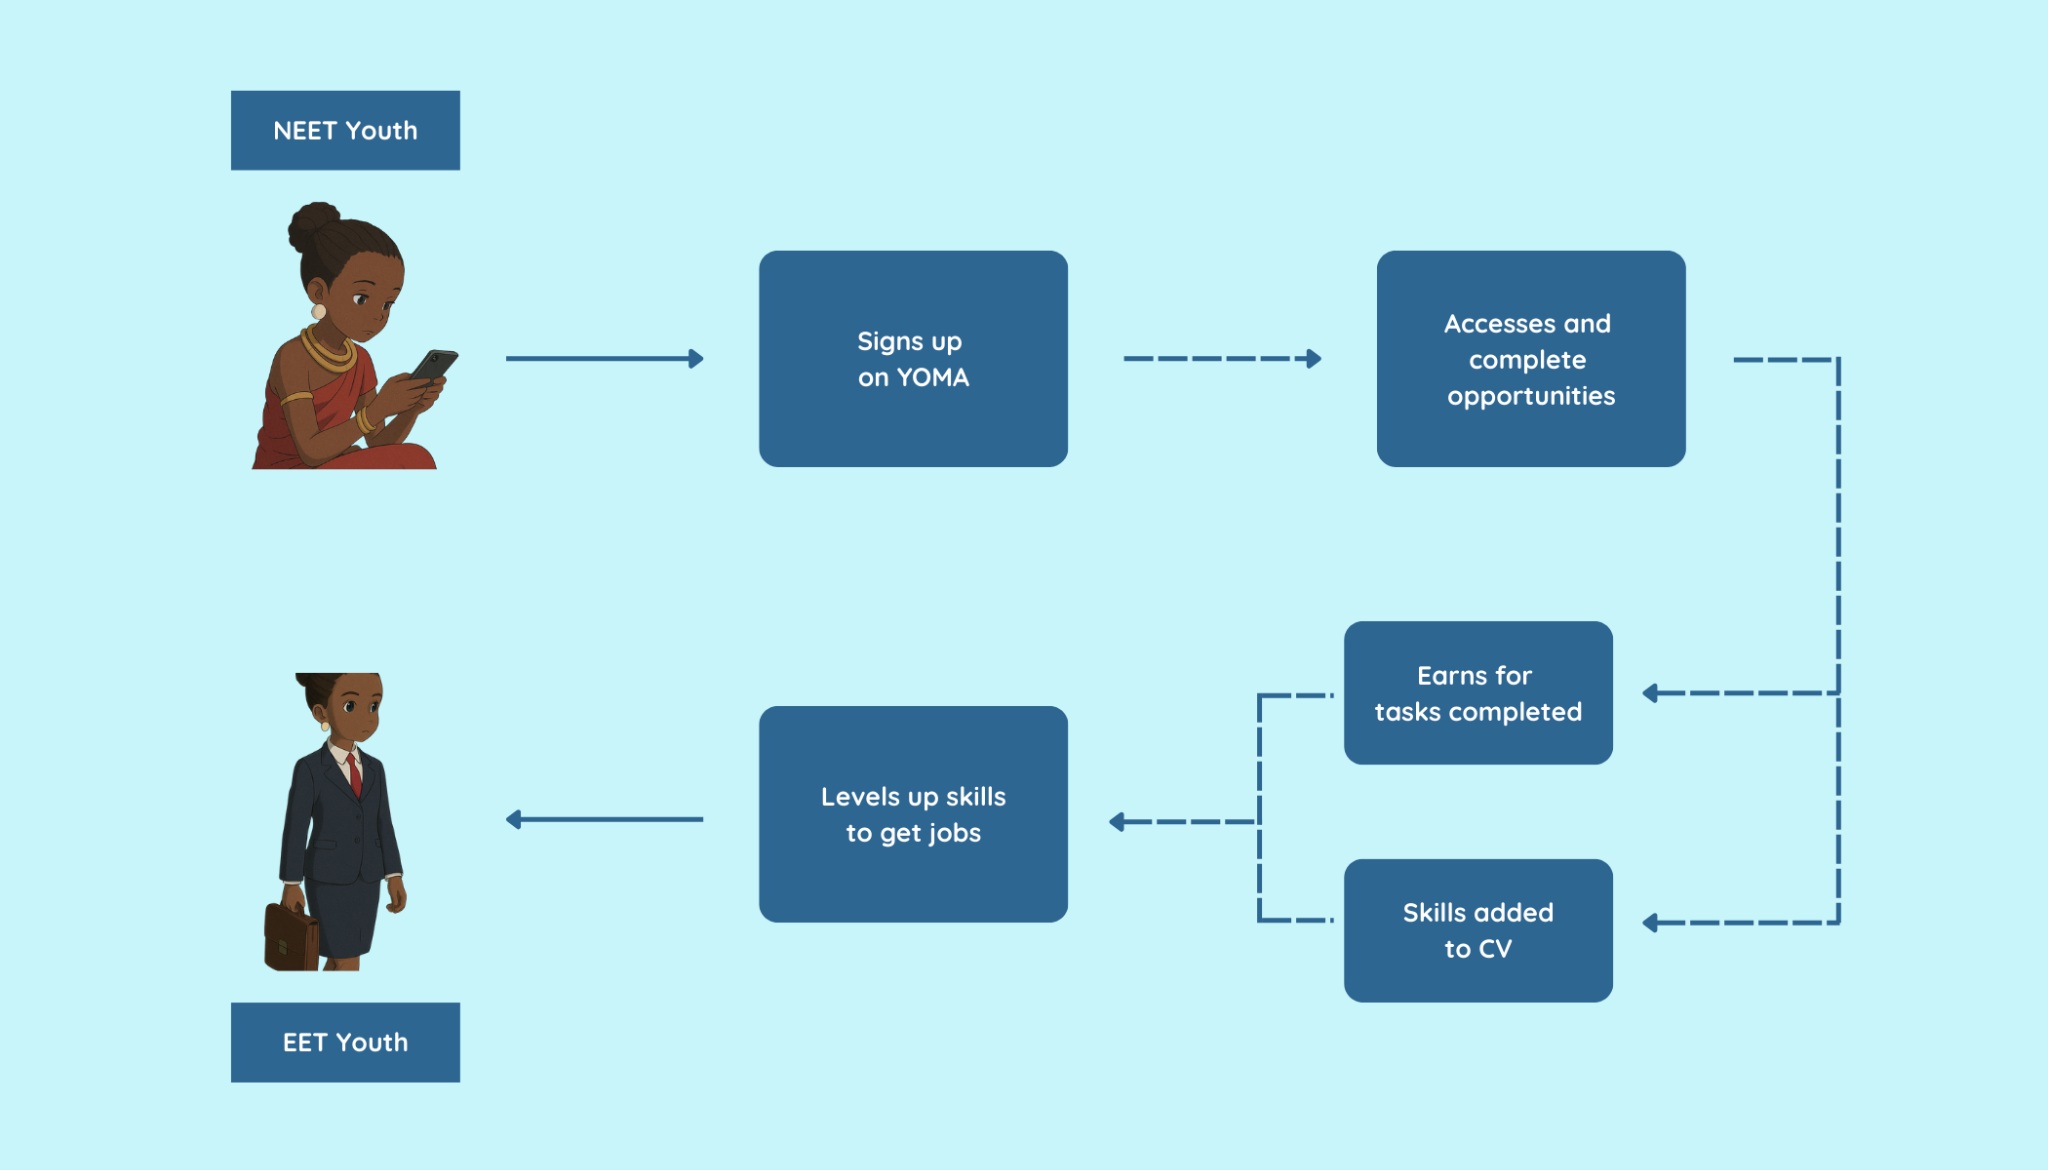 NEET Youth
Signs up
on YOMA
Accesses and
complete
opportunities
Earns for
tasks completed
Levels up skills
to get jobs
Skills added
to CV
EET Youth